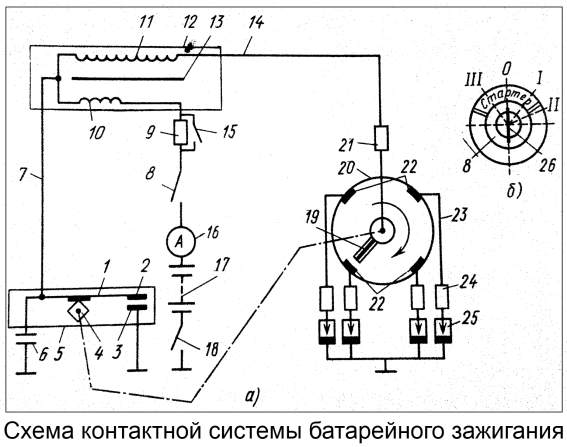 11 12 13 14
10 9 15
7 8
21
20 22
19 23
16
17
1 2
24
22
25
6 5 4 3 18
а)
0
III I
Стартер
II
8 26
б)
Схема контактной системы батарейного зажигания
A